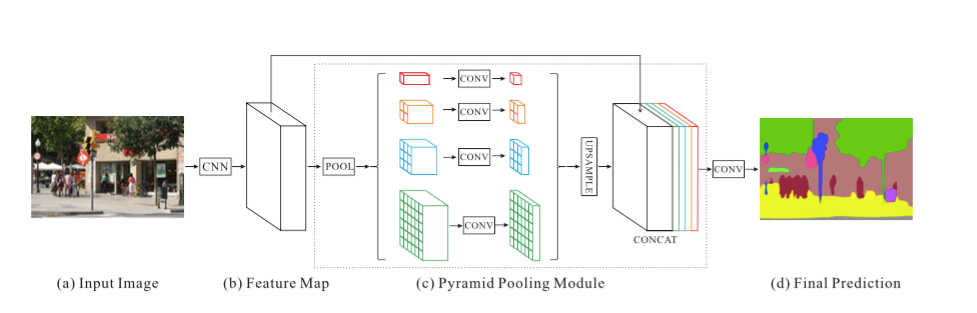 CNN
POOL
CONV
CONV
CONV
CONV
UPSAMPLE
CONCAT
CONV
(a) Input Image
(b) Feature Map
(c) Pyramid Pooling Module
(d) Final Prediction